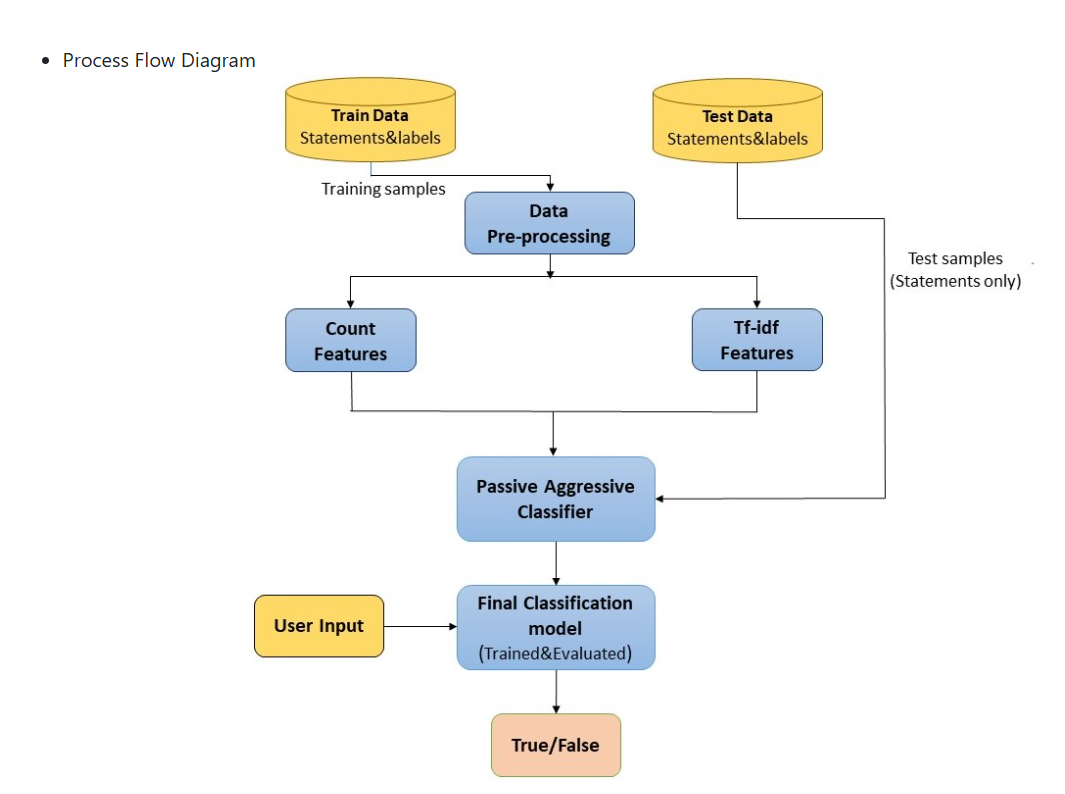 • Process Flow Diagram
Train Data
Statements&labels
Test Data
Statements&labels
Training samples
Data
Pre-processing
Test samples
(Statements only)
Count
Features
Tf-idf
Features
Passive Aggressive
Classifier
Final Classification
model
(Trained&Evaluated)
User Input
True/False